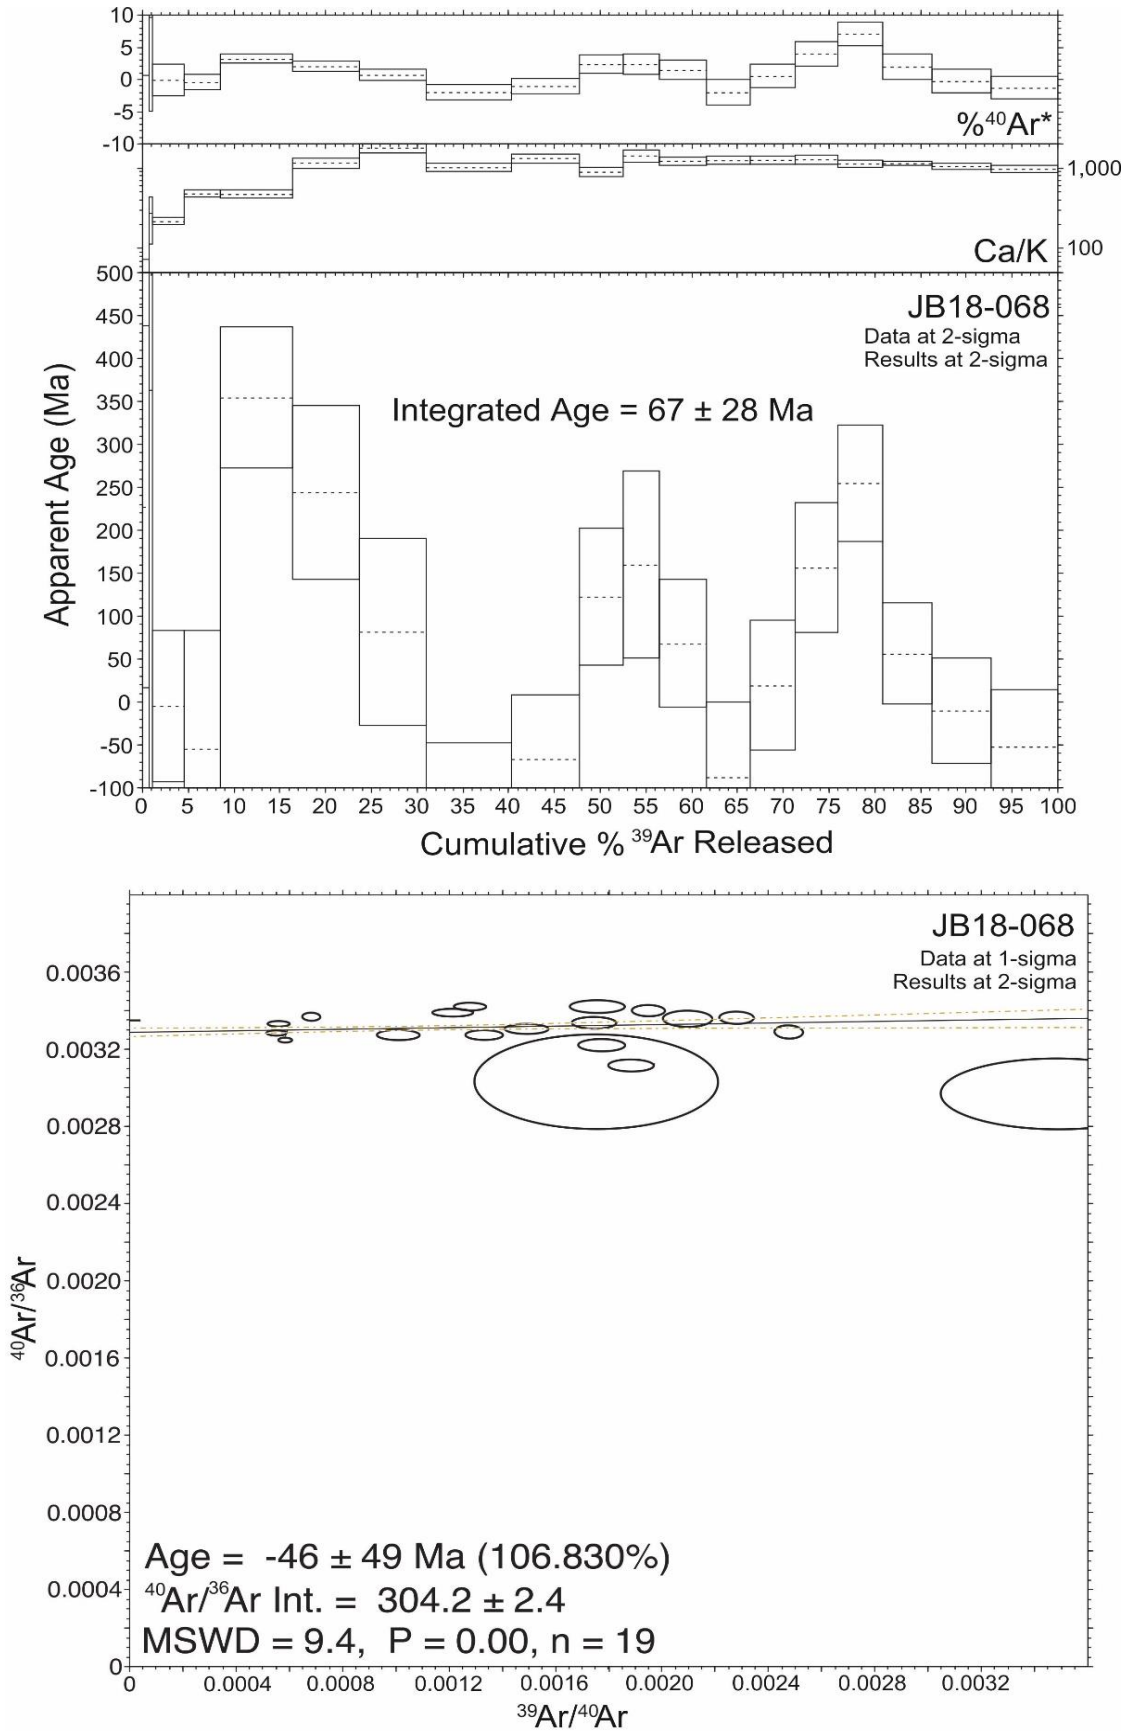 10
5
0
-5
-10
%⁴⁰Ar*
1,000
100
Ca/K
500
450
400
350
300
250
200
150
100
50
0
-50
-100
Apparent Age (Ma)
JB18-068
Data at 2-sigma
Results at 2-sigma
Integrated Age = 67 ± 28 Ma
0 5 10 15 20 25 30 35 40 45 50 55 60 65 70 75 80 85 90 95 100
Cumulative % ³⁹Ar Released
JB18-068
Data at 1-sigma
Results at 2-sigma
0.0036
0.0032
0.0028
0.0024
0.0020
0.0016
0.0012
0.0008
0.0004
0
⁴⁰Ar/³⁶Ar
Age = -46 ± 49 Ma (106.830%)
⁴⁰Ar/³⁶Ar Int. = 304.2 ± 2.4
MSWD = 9.4, P = 0.00, n = 19
0 0.0004 0.0008 0.0012 0.0016 0.0020 0.0024 0.0028 0.0032
³⁹Ar/⁴⁰Ar